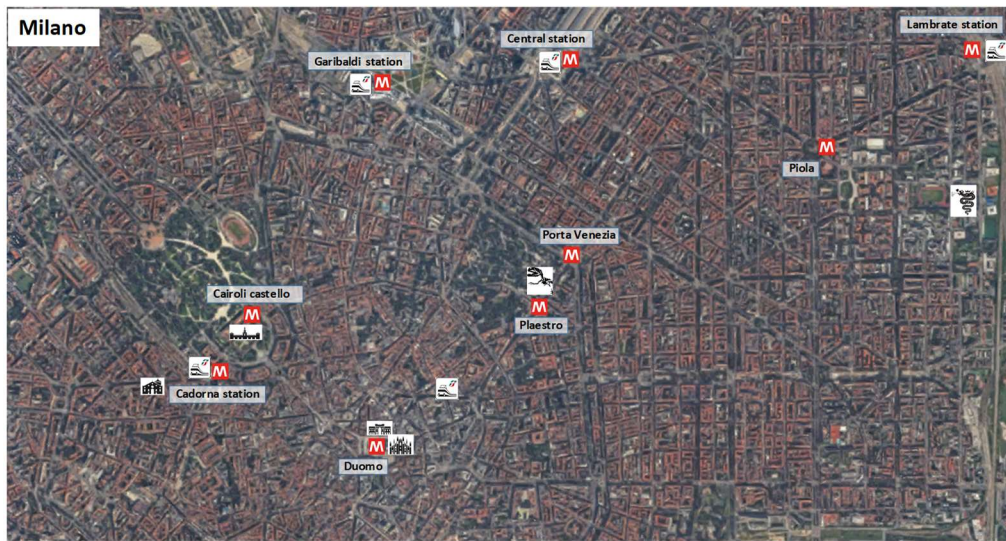 Milano
Lambrate station
Central station
Garibaldi station
M
M
M
M
Piola
Porta Venezia
M
Cairoli castello
M
M
Plaestro
M
Cadorna station
M
Duomo